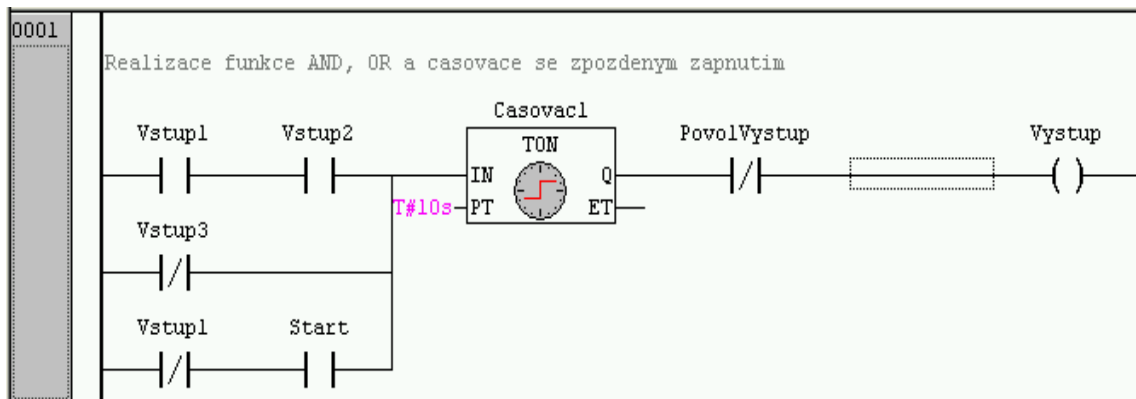 0001
Realizace funkce AND, OR a casovace se zpozdenym zapnutim
Casovac1
Vstup1 Vstup2 TON PovolVystup Vystup
IN Q
T#10s PT ET
Vstup3
Vstup1 Start